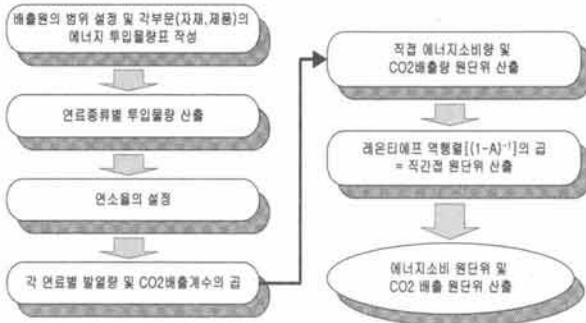 배출원의 범위 설정 및 각부문(자재,제품)의
에너지 투입물량표 작성
연료종류별 투입물량 산출
연소율의 설정
각 연료별 발열량 및 CO2배출계수의 곱
직접 에너지소비량 및
CO2배출량 원단위 산출
레온티에프 역행렬[(1-A)⁻¹]의 곱
= 직간접 원단위 산출
에너지소비 원단위 및
CO2 배출 원단위 산출